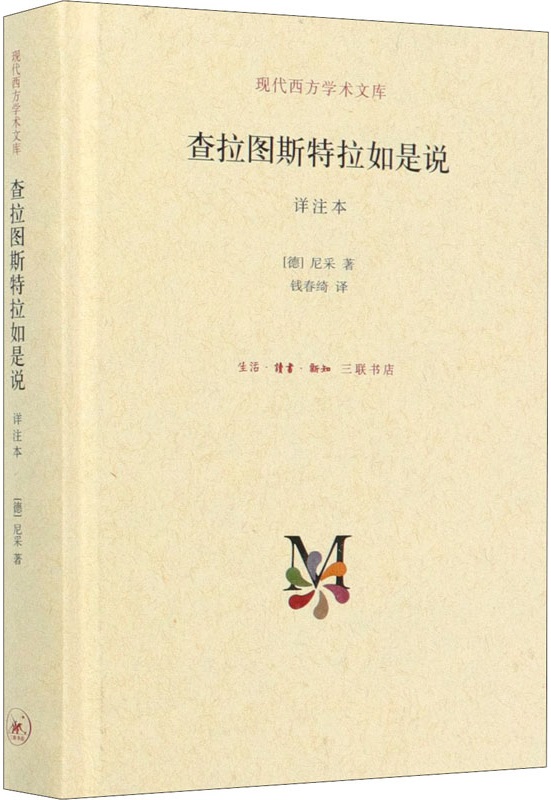 现代西方学术文库
查拉图斯特拉如是说
详注本
[德] 尼采 著
钱春绮 译
生活·讀書·新知 三联书店
M
现代西方学术文库
查拉图斯特拉如是说
详注本
[德] 尼采 著